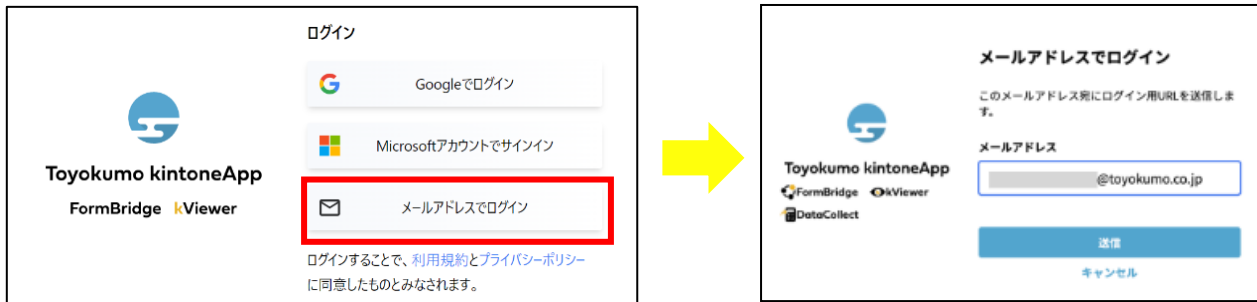 ログイン
Googleでログイン
Microsoftアカウントでサインイン
メールアドレスでログイン
ログインすることで、利用規約とプライバシーポリシー
に同意したものとみなされます。
Toyokumo kintoneApp
FormBridge kViewer
メールアドレスでログイン
このメールアドレス宛にログイン用URLを送信しま
す。
メールアドレス
@toyokumo.co.jp
送信
キャンセル
Toyokumo kintoneApp
FormBridge kViewer
DataCollect